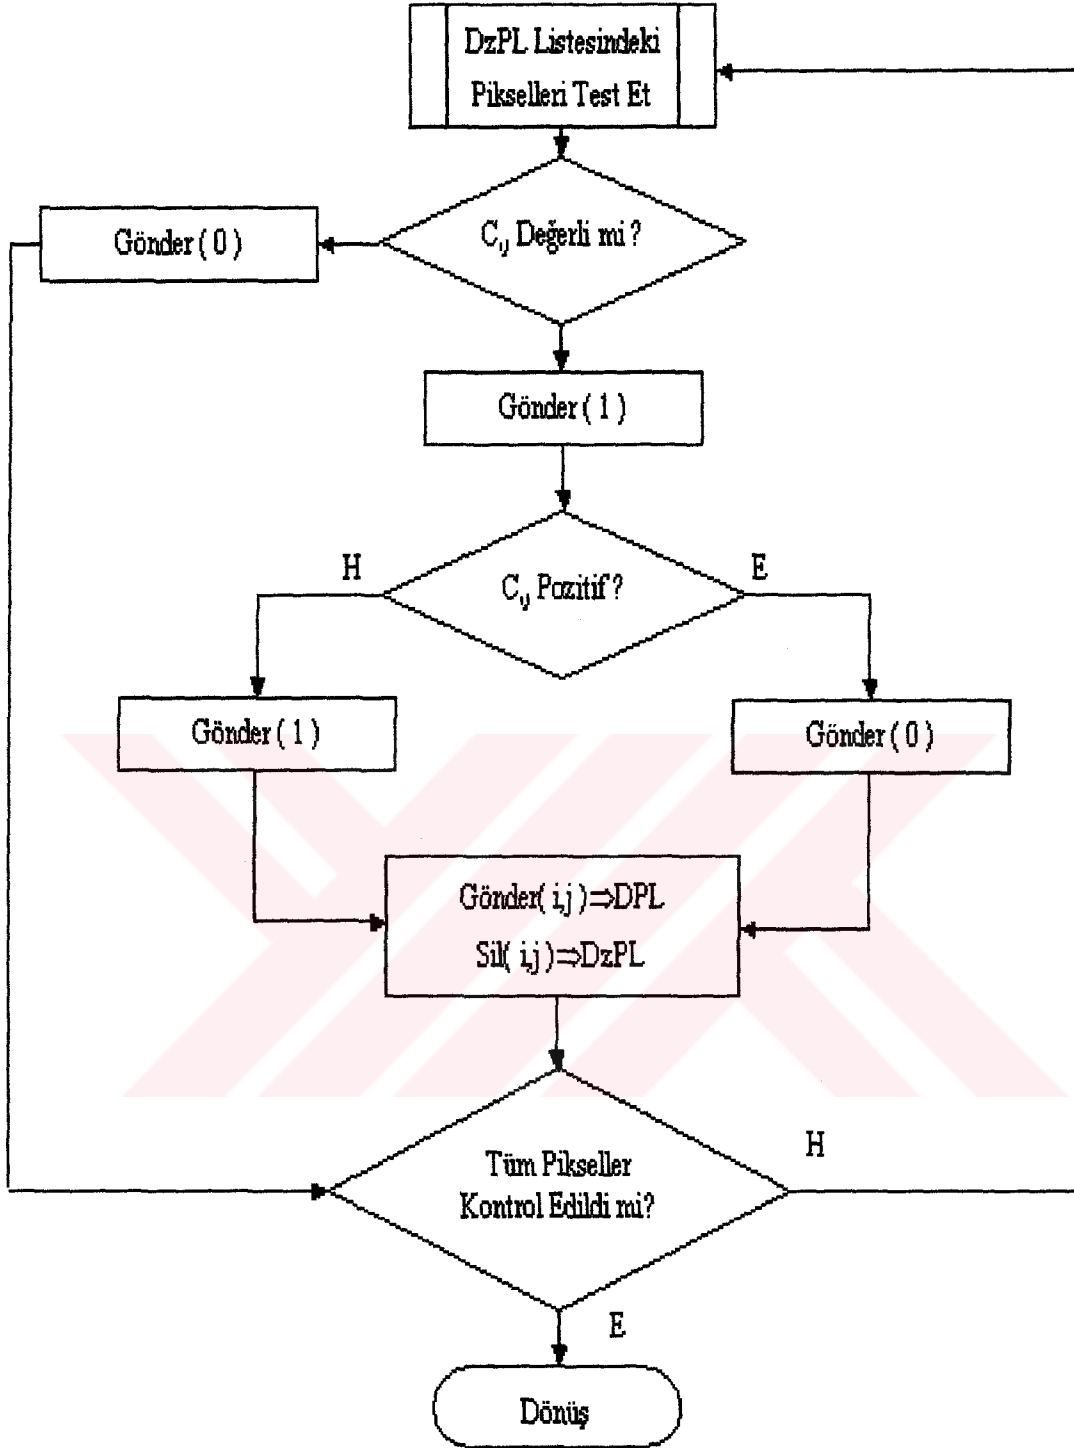 DzPL Listesindeki
Pikselleri Test Et
C_ij Değerli mi ?
Gönder ( 0 )
Gönder ( 1 )
H
E
C_ij Pozitif ?
Gönder ( 1 )
Gönder ( 0 )
Gönder( i,j )⇒DPL
Sil( i,j )⇒DzPL
H
Tüm Pikseller
Kontrol Edildi mi?
E
Dönüş